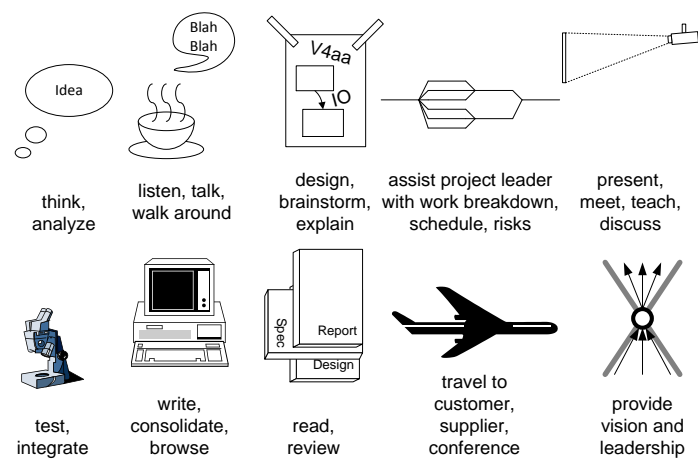 Blah
Blah
Idea
V4aa
IO
think,
analyze
listen, talk,
walk around
design,
brainstorm,
explain
assist project leader
with work breakdown,
schedule, risks
present,
meet, teach,
discuss
Spec
Report
Design
test,
integrate
write,
consolidate,
browse
read,
review
travel to
customer,
supplier,
conference
provide
vision and
leadership